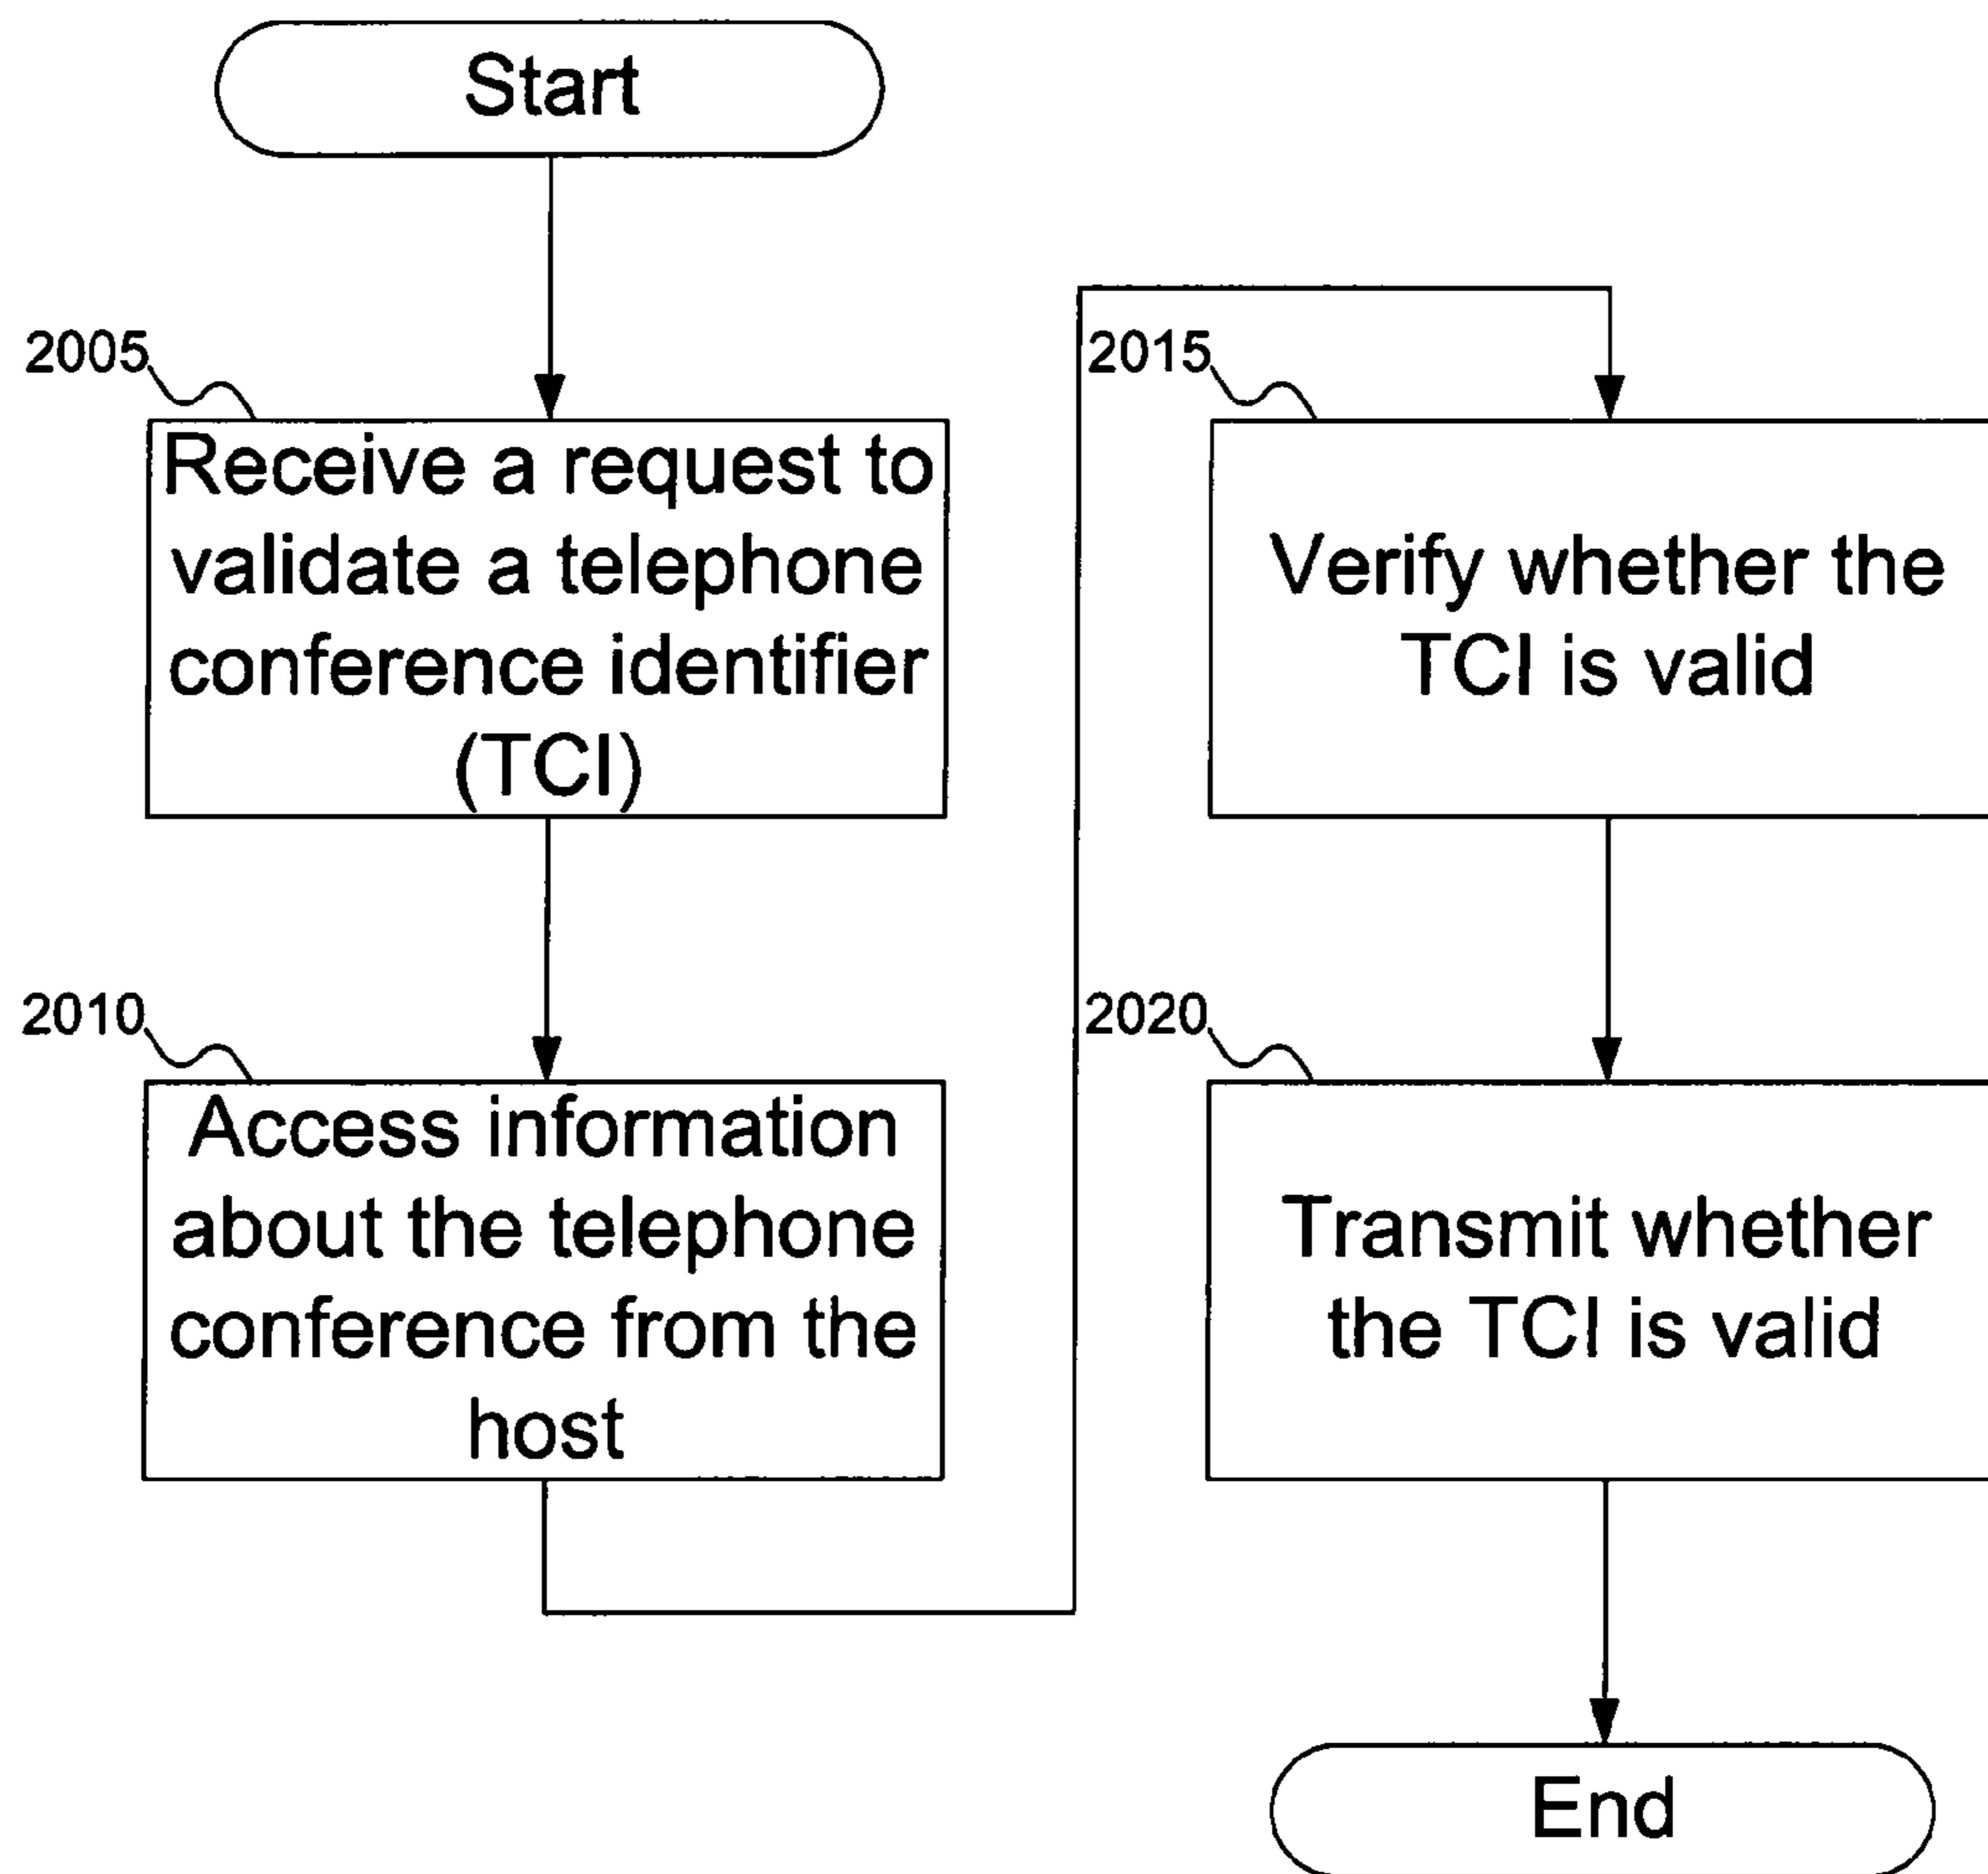 Start
2005
Receive a request to
validate a telephone
conference identifier
(TCI)
2010
Access information
about the telephone
conference from the
host
2015
Verify whether the
TCI is valid
2020
Transmit whether
the TCI is valid
End